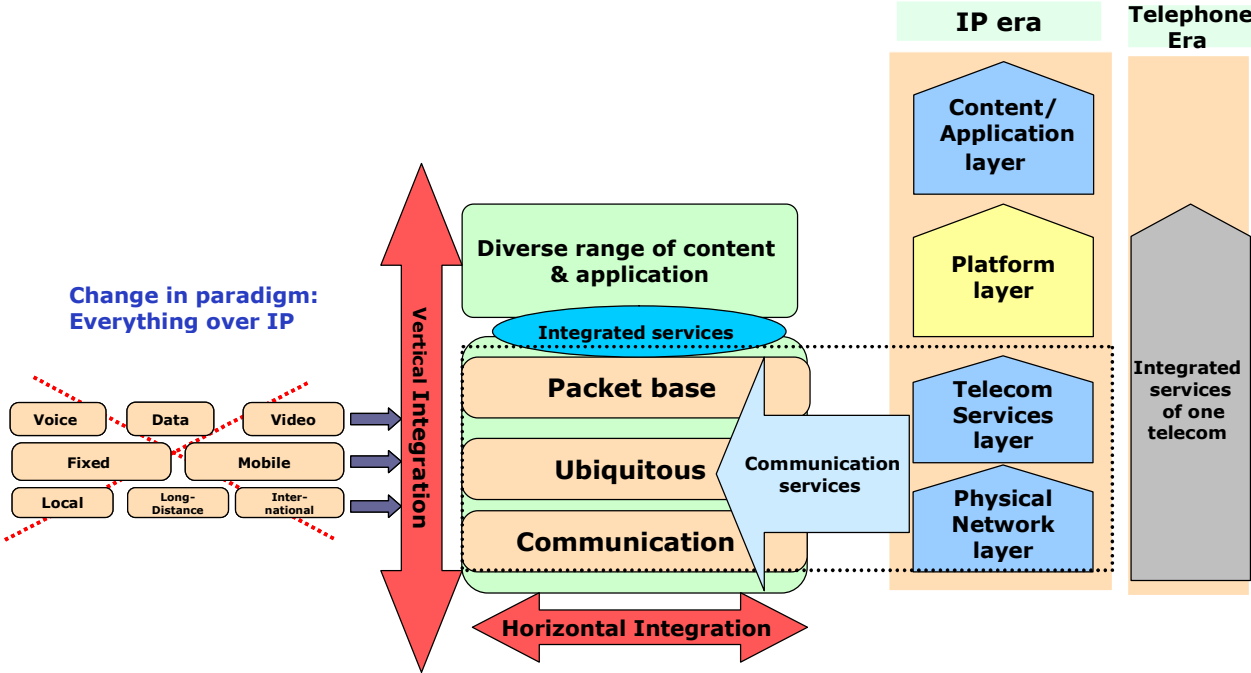 IP era
Telephone
Era
Content/
Application
layer
Diverse range of content
& application
Platform
layer
Change in paradigm:
Everything over IP
Vertical Integration
Integrated services
Packet base
Telecom
Services
layer
Integrated
services
of one
telecom
Voice
Data
Video
Fixed
Mobile
Ubiquitous
Communication
services
Local
Long-
Distance
Inter-
national
Physical
Network
layer
Communication
Horizontal Integration